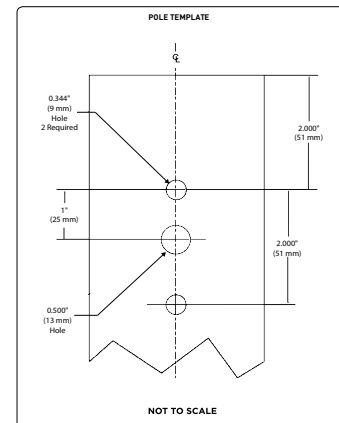 POLE TEMPLATE
℄
0.344"
(9 mm)
Hole
2 Required
2.000"
(51 mm)
1"
(25 mm)
2.000"
(51 mm)
0.500"
(13 mm)
Hole
NOT TO SCALE